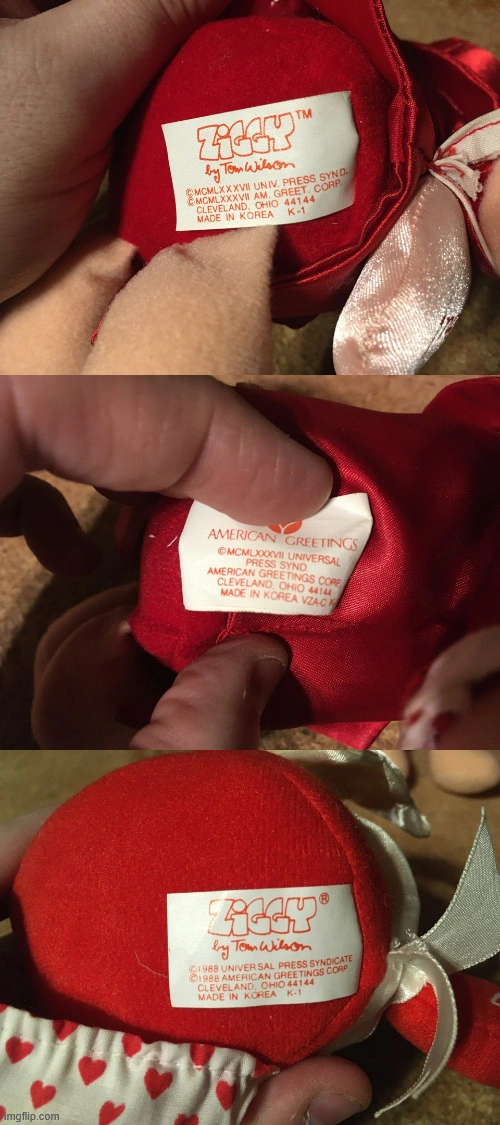 ZIGGY™
by Tom Wilson
©MCMLXXXVII UNIV. PRESS SYND.
©MCMLXXXVII AM. GREET. CORP.
CLEVELAND, OHIO 44144
MADE IN KOREA K-1
AMERICAN GREETINGS
©MCMLXXXVII UNIVERSAL
PRESS SYND.
AMERICAN GREETINGS CORP.
CLEVELAND, OHIO 44144
MADE IN KOREA VZA-C
ZIGGY®
by Tom Wilson
©1988 UNIVERSAL PRESS SYNDICATE
©1988 AMERICAN GREETINGS CORP
CLEVELAND, OHIO 44144
MADE IN KOREA K-1
imgflip.com